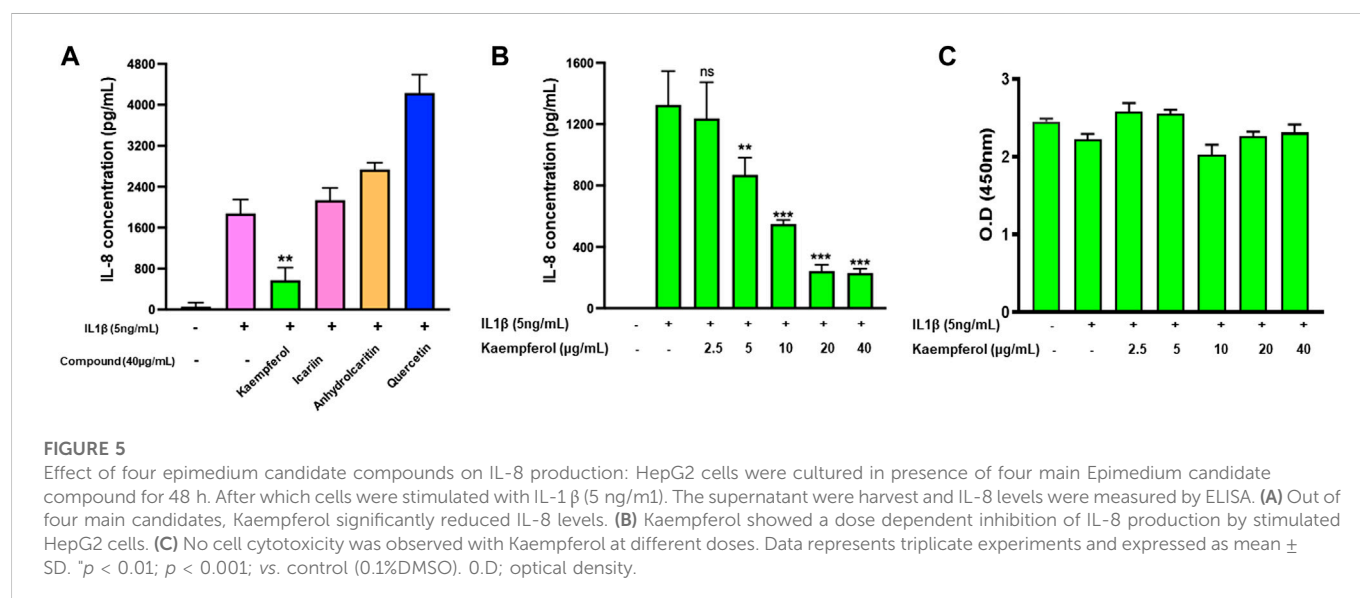 A
IL-8 concentration (pg/mL)
4800
4000
3200
2400
1600
800
0
**
IL1β (5ng/mL) - + + + + +
Compound (40µg/mL) - - Kaempferol Icariin Anhydroicaritin Quercetin
B
IL-8 concentration (pg/mL)
1600
1200
800
400
0
ns
**
***
***
***
IL1β (5ng/mL) - + + + + + +
Kaempferol (µg/mL) - - 2.5 5 10 20 40
C
O.D (450nm)
3
2
1
0
IL1β (5ng/mL) - + + + + + +
Kaempferol (µg/mL) - - 2.5 5 10 20 40
FIGURE 5
Effect of four epimedium candidate compounds on IL-8 production: HepG2 cells were cultured in presence of four main Epimedium candidate
compound for 48 h. After which cells were stimulated with IL-1 β (5 ng/m1). The supernatant were harvest and IL-8 levels were measured by ELISA. (A) Out of
four main candidates, Kaempferol significantly reduced IL-8 levels. (B) Kaempferol showed a dose dependent inhibition of IL-8 production by stimulated
HepG2 cells. (C) No cell cytotoxicity was observed with Kaempferol at different doses. Data represents triplicate experiments and expressed as mean ±
SD. "p < 0.01; p < 0.001; vs. control (0.1%DMSO). 0.D; optical density.